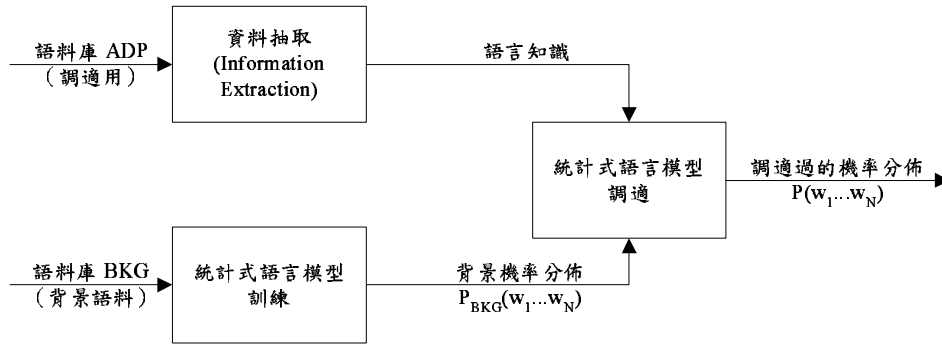 語料庫 ADP
（調適用）
資料抽取
(Information
Extraction)
語言知識
統計式語言模型
調適
調適過的機率分佈
P(w₁...w_N)
語料庫 BKG
（背景語料）
統計式語言模型
訓練
背景機率分佈
P_BKG(w₁...w_N)